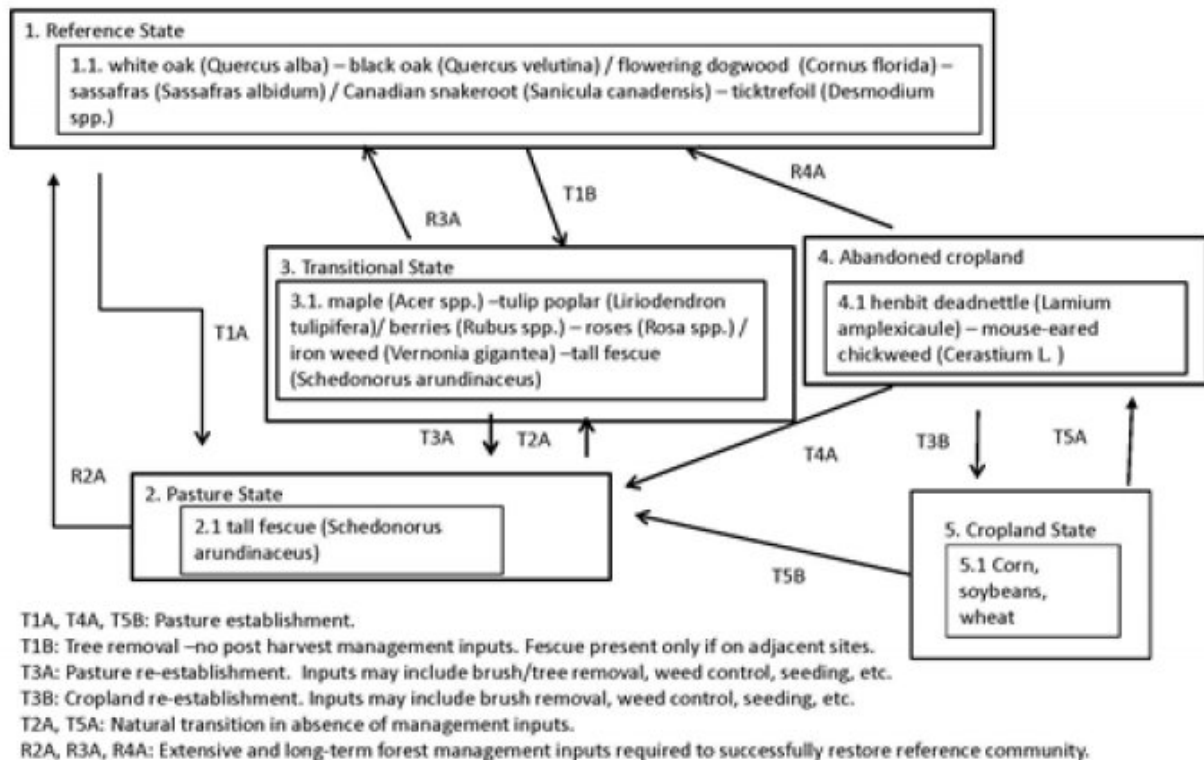 1. Reference State
1.1. white oak (Quercus alba) – black oak (Quercus velutina) / flowering dogwood (Cornus florida) –
sassafras (Sassafras albidum) / Canadian snakeroot (Sanicula canadensis) – ticktrefoil (Desmodium
spp.)
R4A
T1B
R3A
3. Transitional State
3.1. maple (Acer spp.) –tulip poplar (Liriodendron
tulipifera)/ berries (Rubus spp.) – roses (Rosa spp.) /
iron weed (Vernonia gigantea) –tall fescue
(Schedonorus arundinaceus)
4. Abandoned cropland
4.1 henbit deadnettle (Lamium
amplexicaule) – mouse-eared
chickweed (Cerastium L. )
T1A
T3A
T2A
T4A
T3B
T5A
R2A
2. Pasture State
2.1 tall fescue (Schedonorus
arundinaceus)
5. Cropland State
5.1 Corn,
soybeans,
wheat
T5B
T1A, T4A, T5B: Pasture establishment.
T1B: Tree removal –no post harvest management inputs. Fescue present only if on adjacent sites.
T3A: Pasture re-establishment. Inputs may include brush/tree removal, weed control, seeding, etc.
T3B: Cropland re-establishment. Inputs may include brush removal, weed control, seeding, etc.
T2A, T5A: Natural transition in absence of management inputs.
R2A, R3A, R4A: Extensive and long-term forest management inputs required to successfully restore reference community.